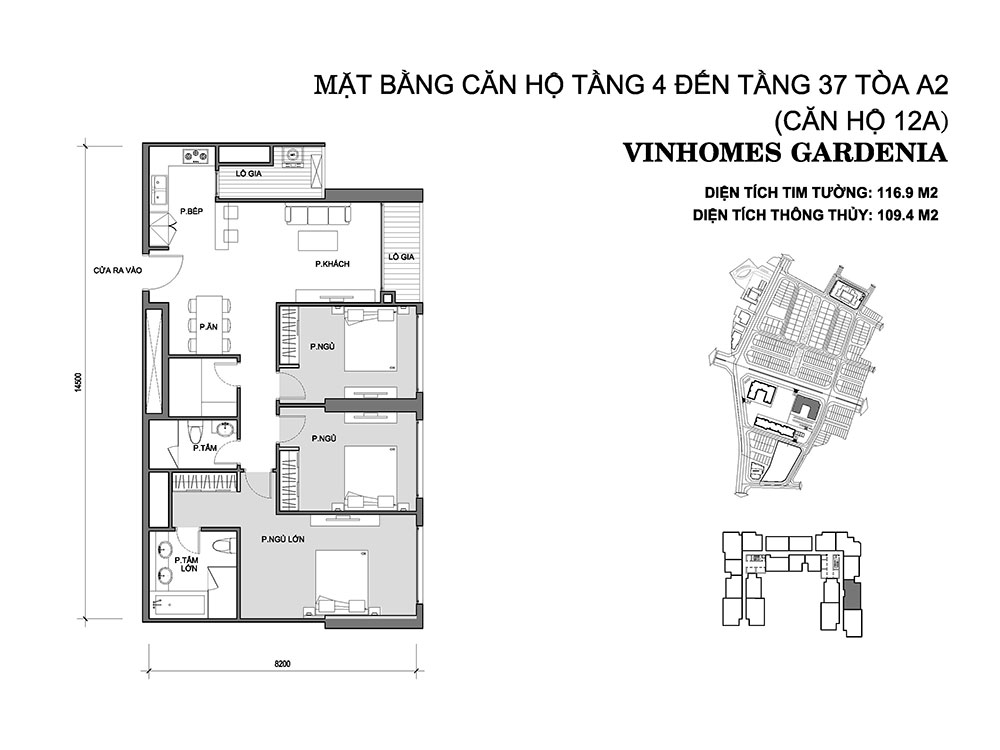 MẶT BẰNG CĂN HỘ TẦNG 4 ĐẾN TẦNG 37 TÒA A2
(CĂN HỘ 12A)
VINHOMES GARDENIA
DIỆN TÍCH TIM TƯỜNG: 116.9 M2
DIỆN TÍCH THÔNG THỦY: 109.4 M2
LÔ GIA
P.BẾP
P.KHÁCH
LÔ GIA
CỬA RA VÀO
P.ĂN
P.NGỦ
14500
P.NGỦ
P.TẮM
P.NGỦ LỚN
P.TẮM
LỚN
8200